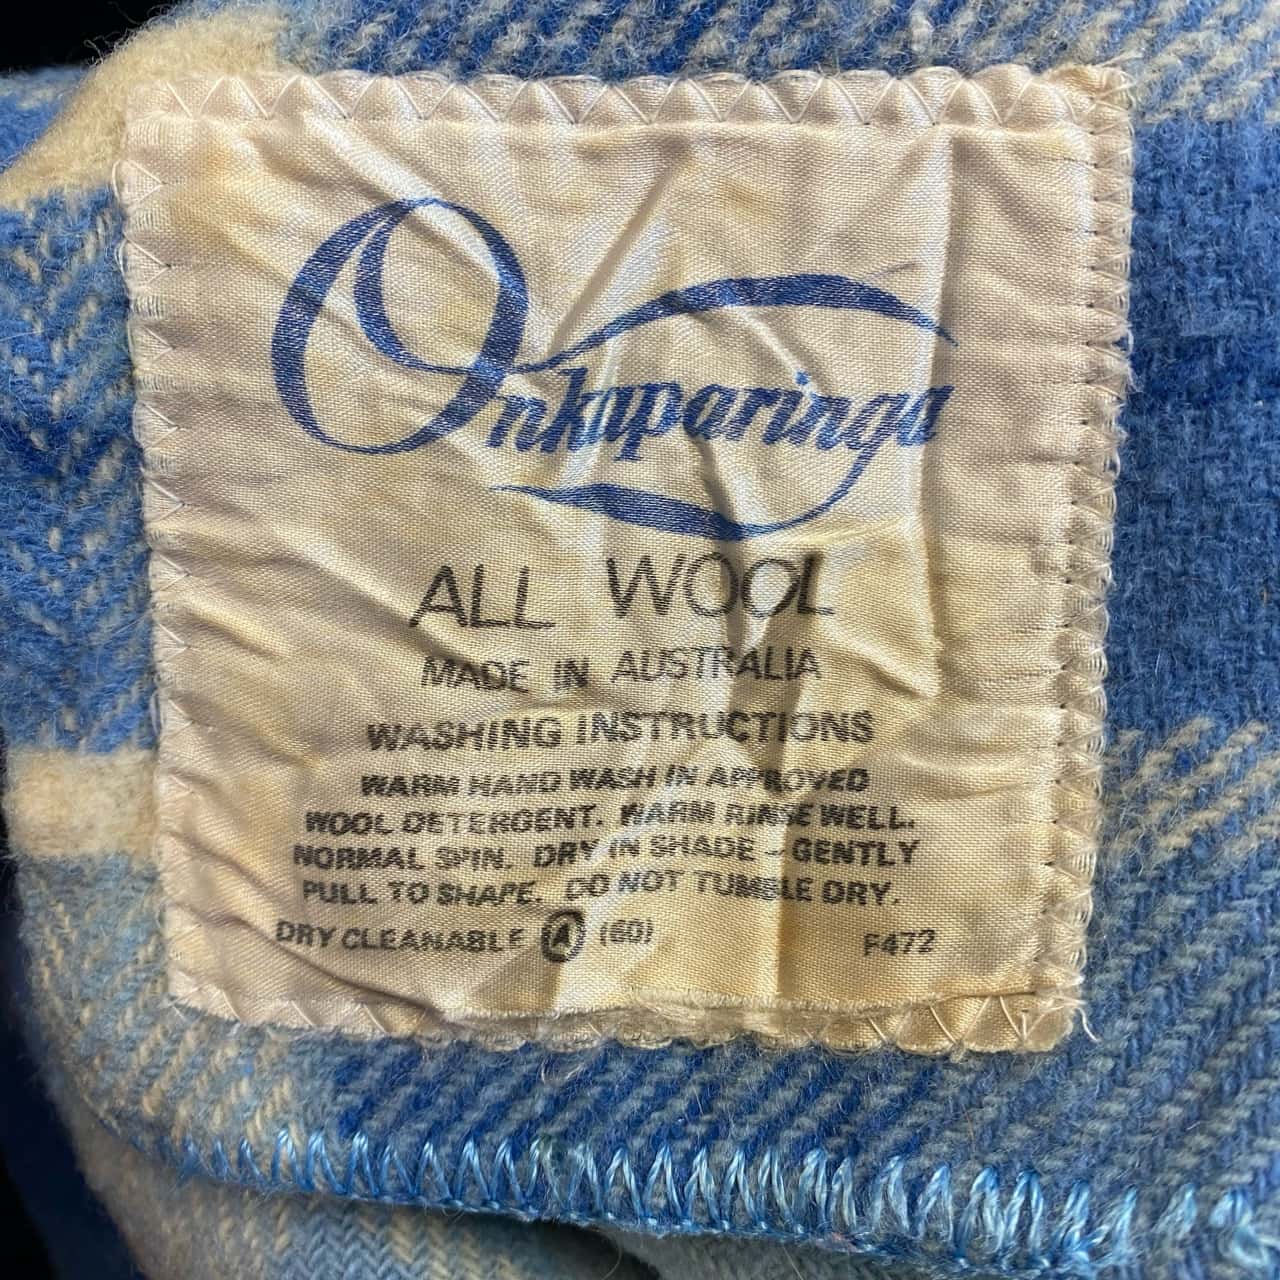 Onkaparinga
ALL WOOL
MADE IN AUSTRALIA
WASHING INSTRUCTIONS
WARM HAND WASH IN APPROVED
WOOL DETERGENT. WARM RINSE WELL.
NORMAL SPIN. DRY IN SHADE - GENTLY
PULL TO SHAPE. DO NOT TUMBLE DRY.
DRY CLEANABLE A (60) F472